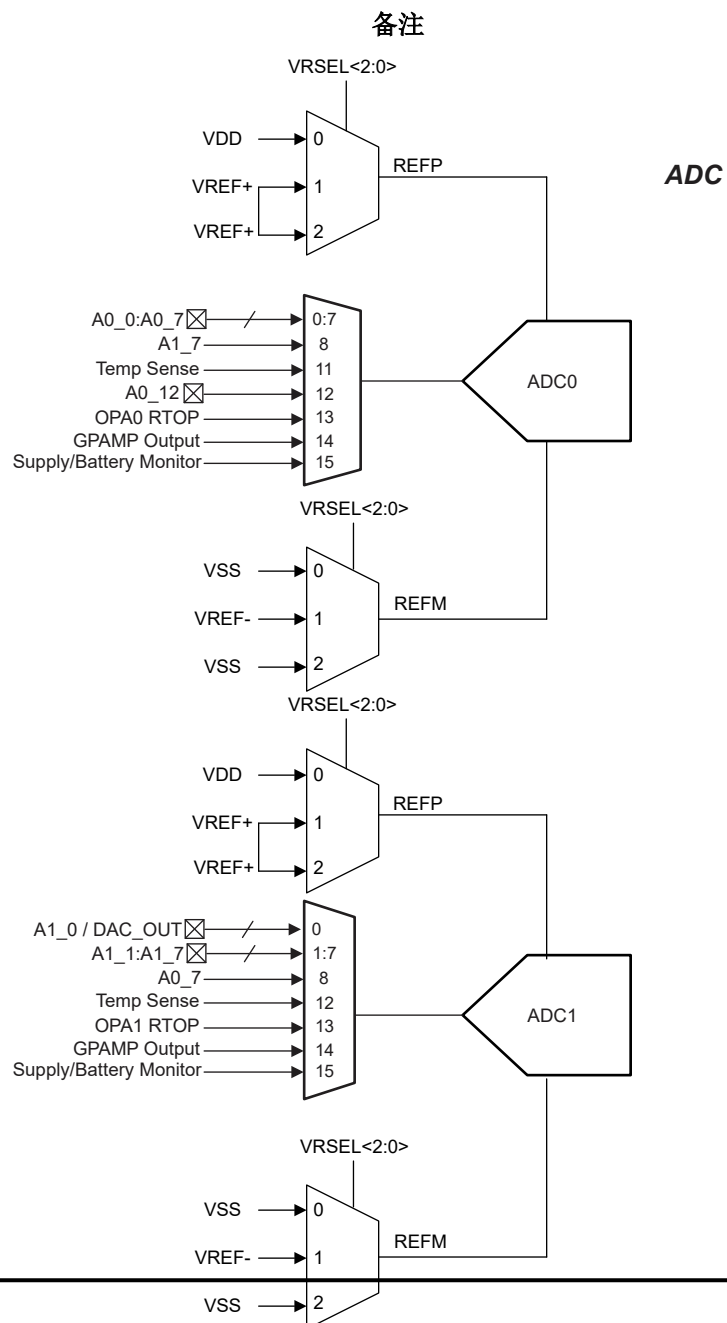 备注
VRSEL<2:0>
VDD 0
REFP
ADC
VREF+ 1
VREF+ 2
A0_0:A0_7 0:7
A1_7 8
Temp Sense 11
A0_12 12
ADC0
OPA0 RTOP 13
GPAMP Output 14
Supply/Battery Monitor 15
VRSEL<2:0>
VSS 0
REFM
VREF- 1
VSS 2
VRSEL<2:0>
VDD 0
REFP
VREF+ 1
VREF+ 2
A1_0 / DAC_OUT 0
A1_1:A1_7 1:7
A0_7 8
Temp Sense 12
ADC1
OPA1 RTOP 13
GPAMP Output 14
Supply/Battery Monitor 15
VRSEL<2:0>
VSS 0
REFM
VREF- 1
VSS 2